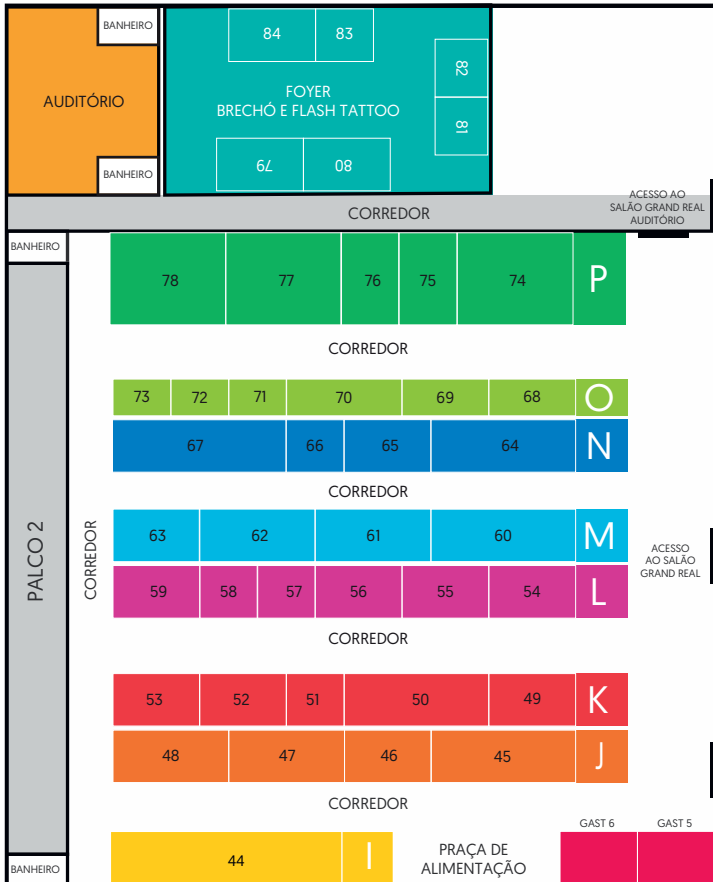 BANHEIRO
84 83
82
AUDITÓRIO
FOYER
BRECHÓ E FLASH TATTOO
81
79 80
BANHEIRO
ACESSO AO
SALÃO GRAND REAL
AUDITÓRIO
CORREDOR
BANHEIRO
78 77 76 75 74 P
CORREDOR
73 72 71 70 69 68 O
67 66 65 64 N
CORREDOR
63 62 61 60 M
PALCO 2
CORREDOR
ACESSO
AO SALÃO
GRAND REAL
59 58 57 56 55 54 L
CORREDOR
53 52 51 50 49 K
48 47 46 45 J
CORREDOR
GAST 6 GAST 5
44 I
PRAÇA DE
ALIMENTAÇÃO
BANHEIRO